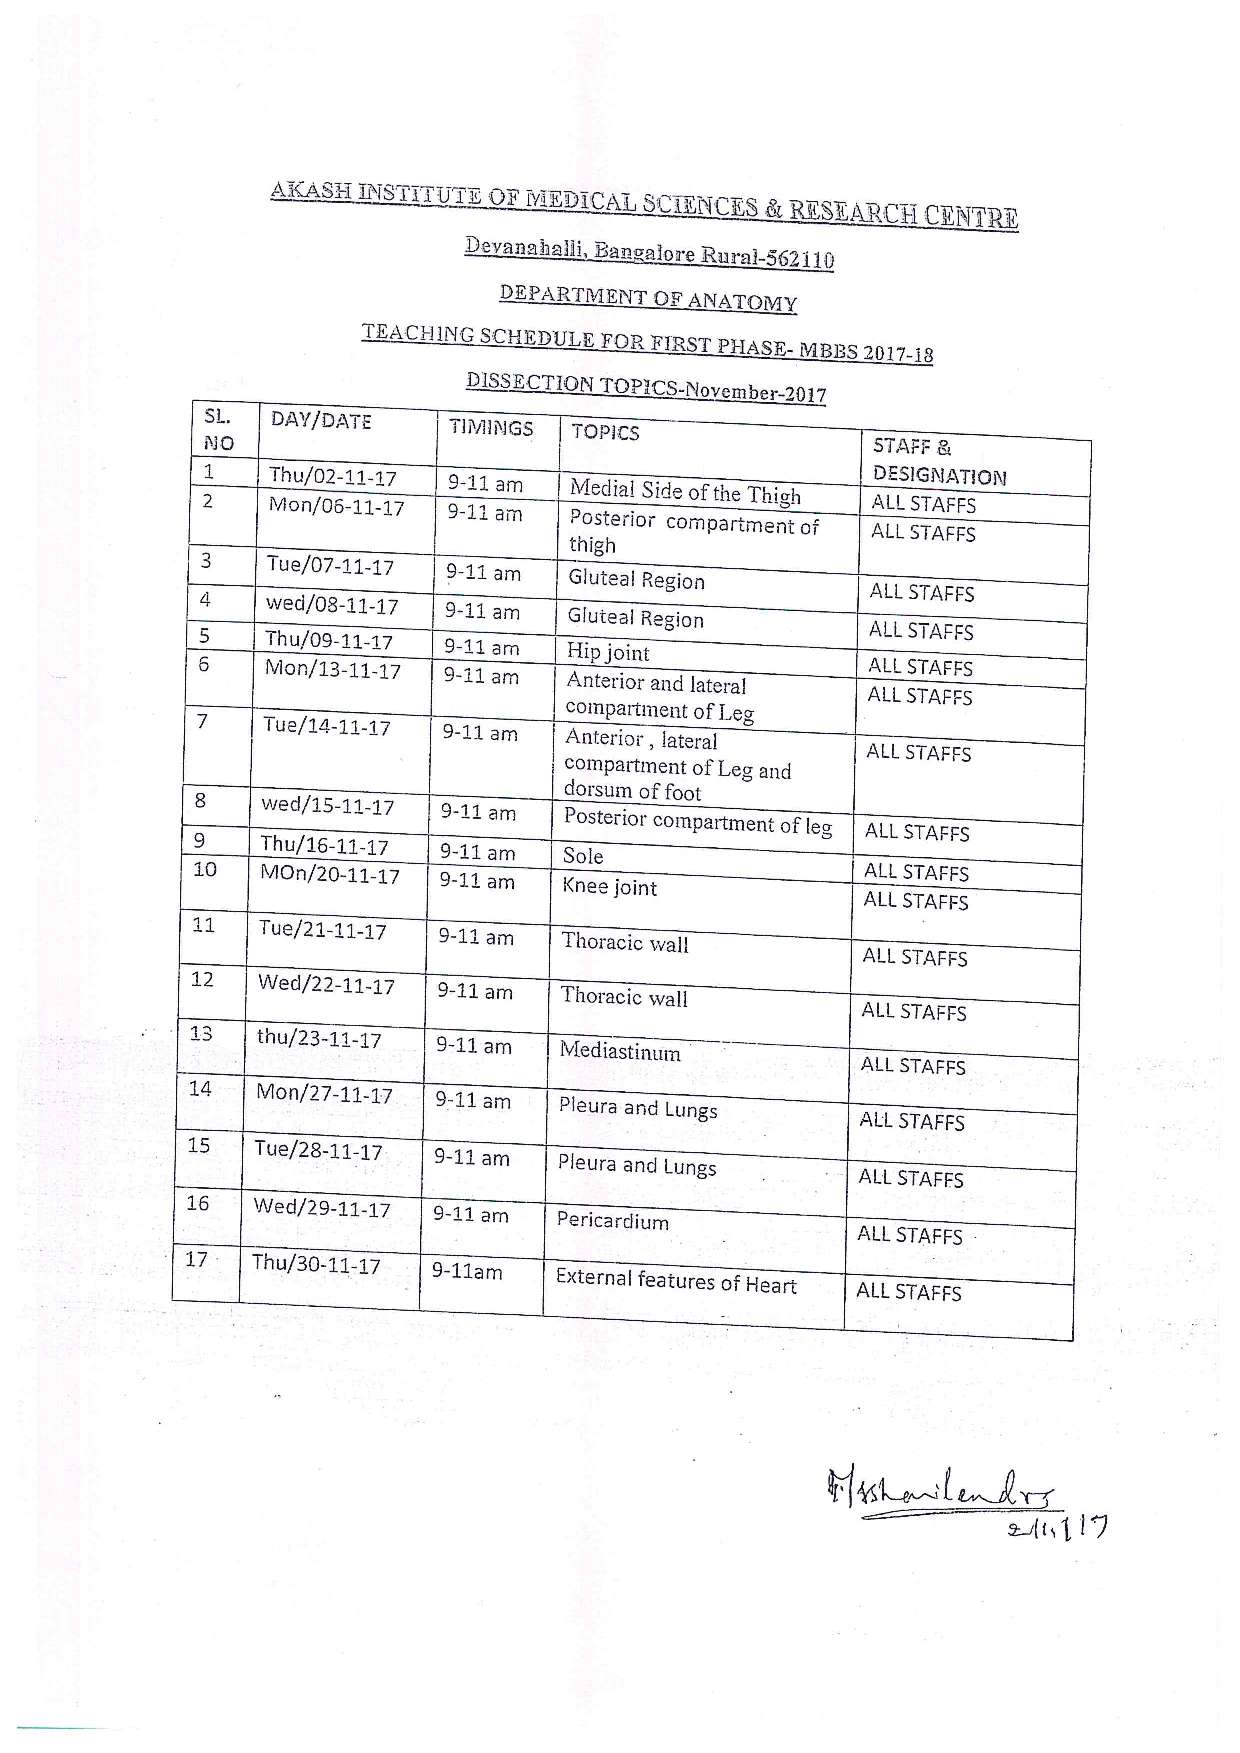 AKASH INSTITUTE OF MEDICAL SCIENCES & RESEARCH CENTRE
Devanahalli, Bangalore Rural-562110
DEPARTMENT OF ANATOMY
TEACHING SCHEDULE FOR FIRST PHASE- MBBS 2017-18
DISSECTION TOPICS-November-2017
SL. NO DAY/DATE TIMINGS TOPICS STAFF & DESIGNATION
1 Thu/02-11-17 9-11 am Medial Side of the Thigh ALL STAFFS
2 Mon/06-11-17 9-11 am Posterior compartment of thigh ALL STAFFS
3 Tue/07-11-17 9-11 am Gluteal Region ALL STAFFS
4 wed/08-11-17 9-11 am Gluteal Region ALL STAFFS
5 Thu/09-11-17 9-11 am Hip joint ALL STAFFS
6 Mon/13-11-17 9-11 am Anterior and lateral compartment of Leg ALL STAFFS
7 Tue/14-11-17 9-11 am Anterior , lateral compartment of Leg and dorsum of foot ALL STAFFS
8 wed/15-11-17 9-11 am Posterior compartment of leg ALL STAFFS
9 Thu/16-11-17 9-11 am Sole ALL STAFFS
10 MOn/20-11-17 9-11 am Knee joint ALL STAFFS
11 Tue/21-11-17 9-11 am Thoracic wall ALL STAFFS
12 Wed/22-11-17 9-11 am Thoracic wall ALL STAFFS
13 thu/23-11-17 9-11 am Mediastinum ALL STAFFS
14 Mon/27-11-17 9-11 am Pleura and Lungs ALL STAFFS
15 Tue/28-11-17 9-11 am Pleura and Lungs ALL STAFFS
16 Wed/29-11-17 9-11 am Pericardium ALL STAFFS
17 Thu/30-11-17 9-11am External features of Heart ALL STAFFS